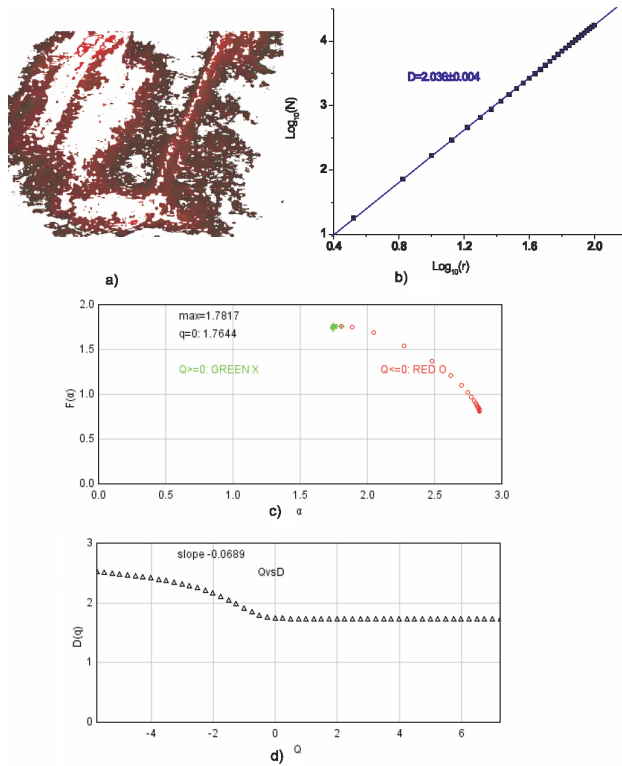 4
3
2
1
Log10(N)
D=2.036±0.004
0.4 0.8 1.2 1.6 2.0
Log10(r)
a)
b)
2.0
1.5
1.0
0.5
0.0
F(α)
max=1.7817
q=0: 1.7644
Q>=0: GREEN X
Q<=0: RED O
0.0 0.5 1.0 1.5 2.0 2.5 3.0
c) α
3
2
1
0
D(q)
slope -0.0689
QvsD
-4 -2 0 2 4 6
d) Q